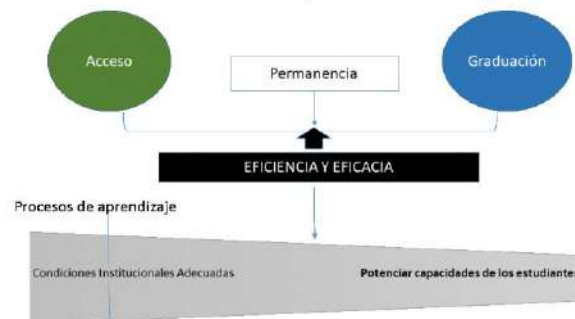 Acceso
Permanencia
Graduación
EFICIENCIA Y EFICACIA
Procesos de aprendizaje
Condiciones Institucionales Adecuadas
Potenciar capacidades de los estudiantes